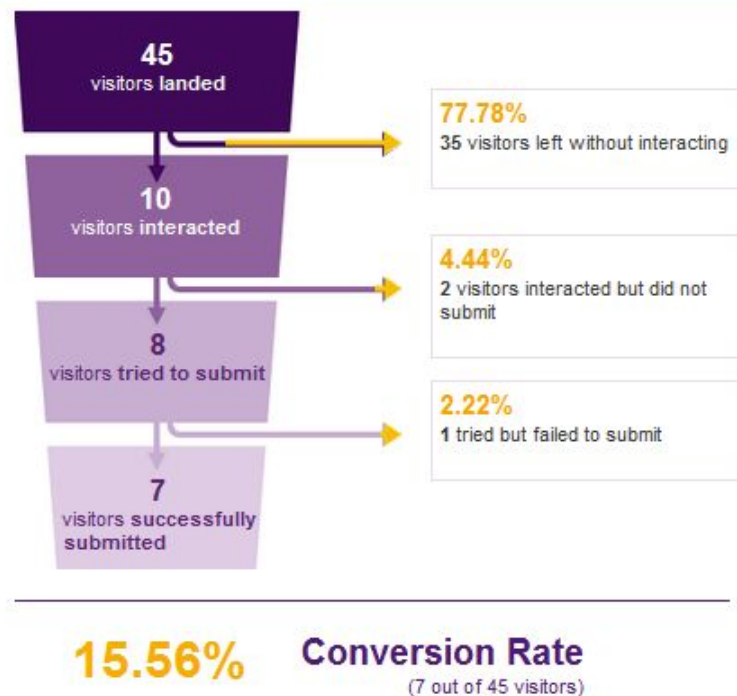 45
visitors landed
77.78%
35 visitors left without interacting
10
visitors interacted
4.44%
2 visitors interacted but did not
submit
8
visitors tried to submit
2.22%
1 tried but failed to submit
7
visitors successfully
submitted
15.56%
Conversion Rate
(7 out of 45 visitors)